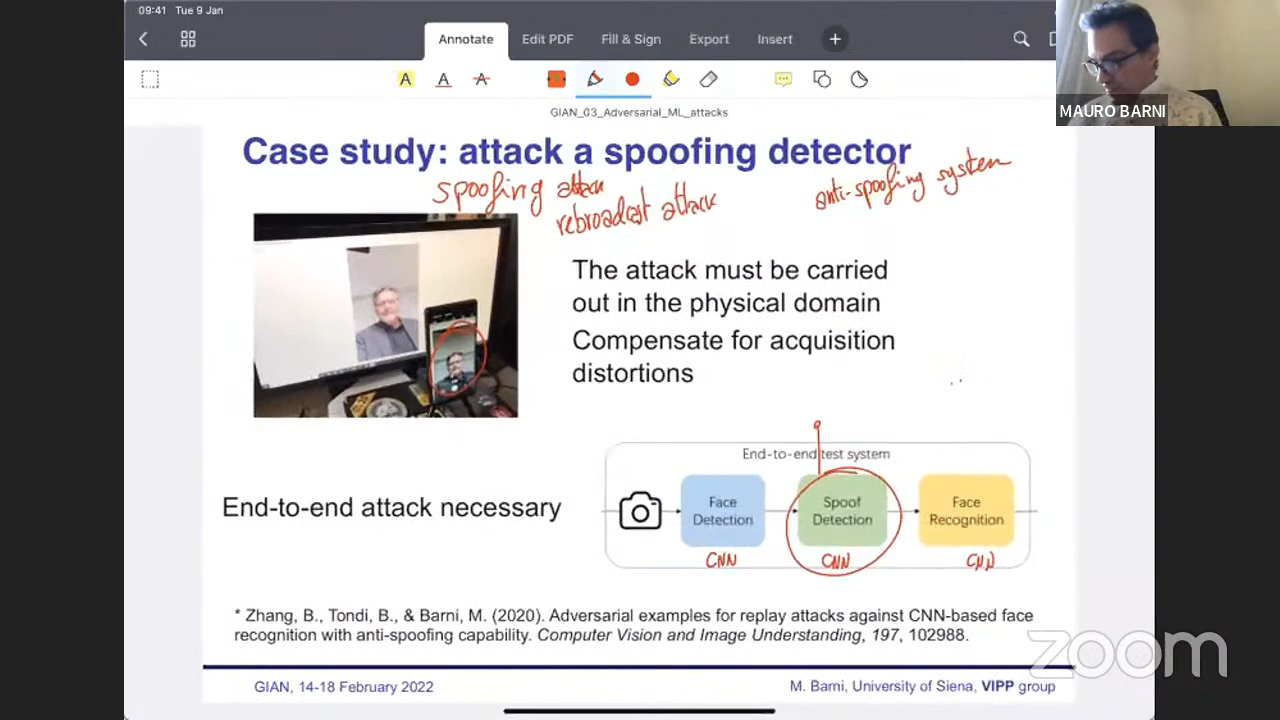 09:41 Tue 9 Jan
Annotate Edit PDF Fill & Sign Export Insert +
A A A
GIAN_03_Adversarial_ML_attacks
MAURO BARNI
Case study: attack a spoofing detector
spoofing attack
rebroadcast attack
anti-spoofing system
The attack must be carried
out in the physical domain
Compensate for acquisition
distortions
End-to-end attack necessary
End-to-end test system
Face
Detection
Spoof
Detection
Face
Recognition
CNN CNN CNN
* Zhang, B., Tondi, B., & Barni, M. (2020). Adversarial examples for replay attacks against CNN-based face
recognition with anti-spoofing capability. Computer Vision and Image Understanding, 197, 102988.
zoom
GIAN, 14-18 February 2022 M. Barni, University of Siena, VIPP group